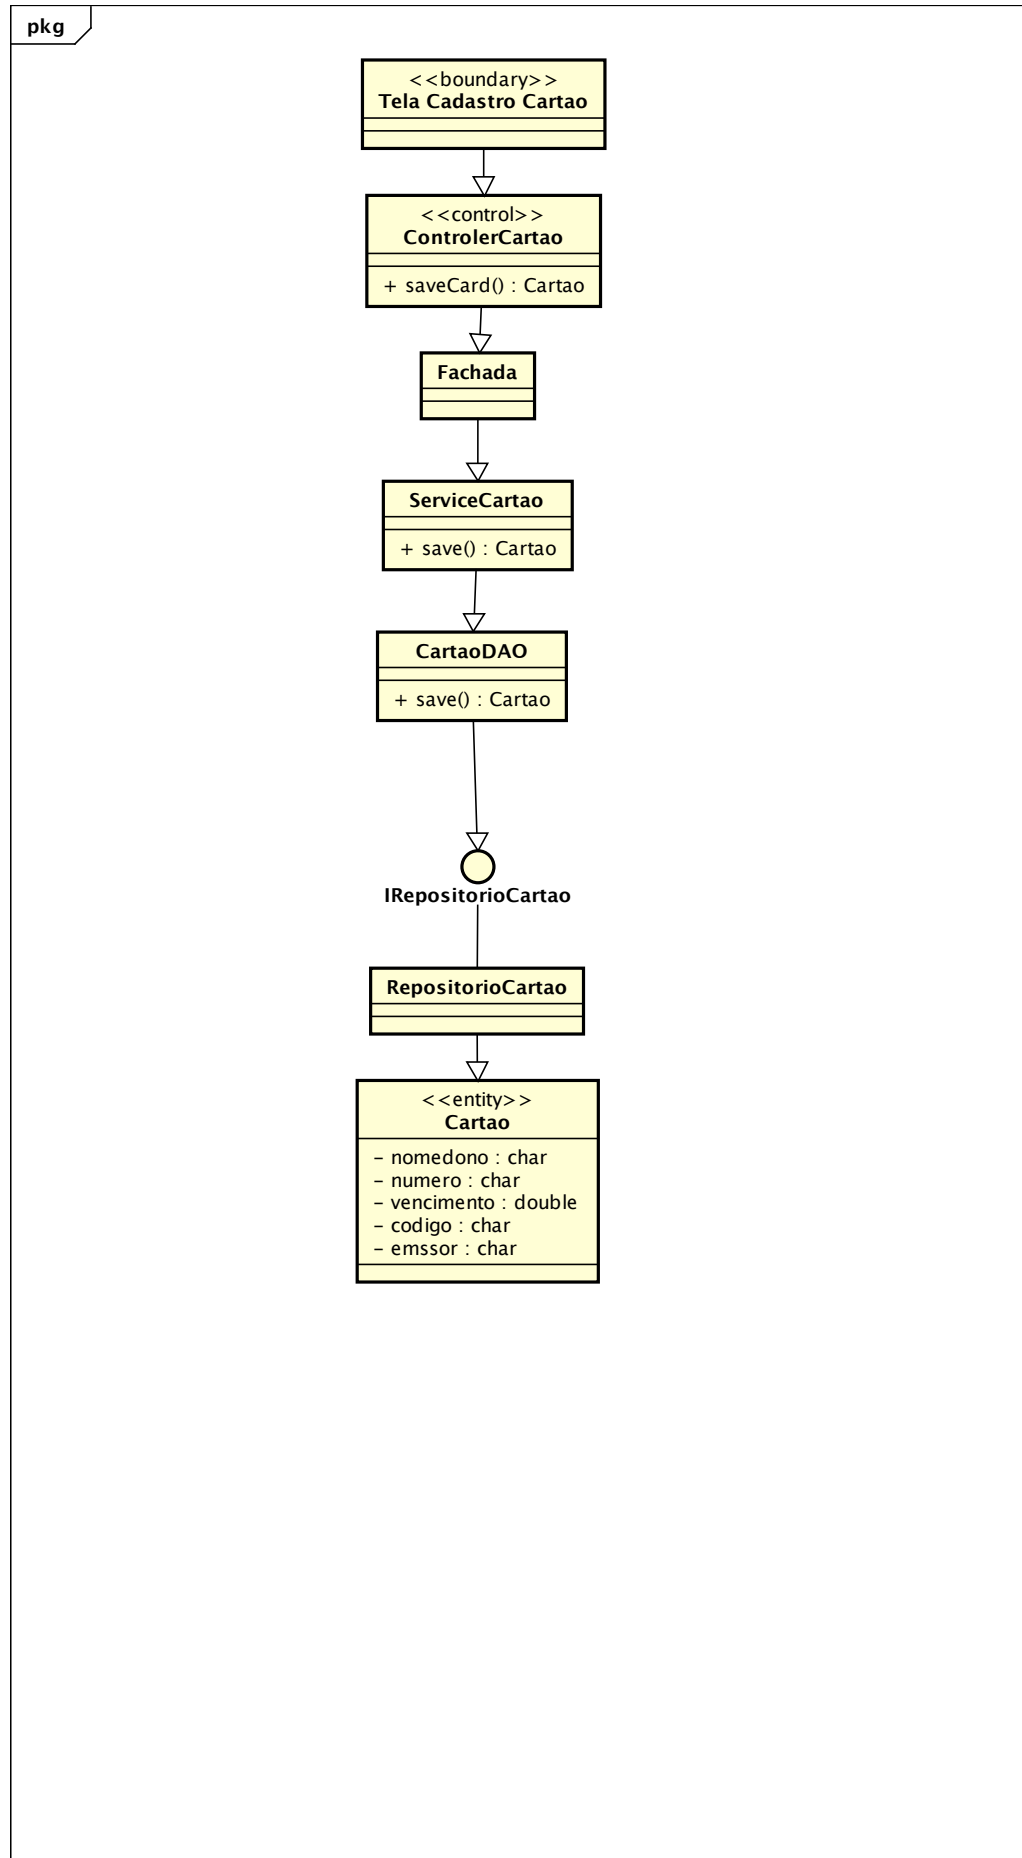 pkg
<<boundary>>
Tela Cadastro Cartao
<<control>>
ControlerCartao
+ saveCard() : Cartao
Fachada
ServiceCartao
+ save() : Cartao
CartaoDAO
+ save() : Cartao
IRepositorioCartao
RepositorioCartao
<<entity>>
Cartao
- nomedono : char
- numero : char
- vencimento : double
- codigo : char
- emssor : char